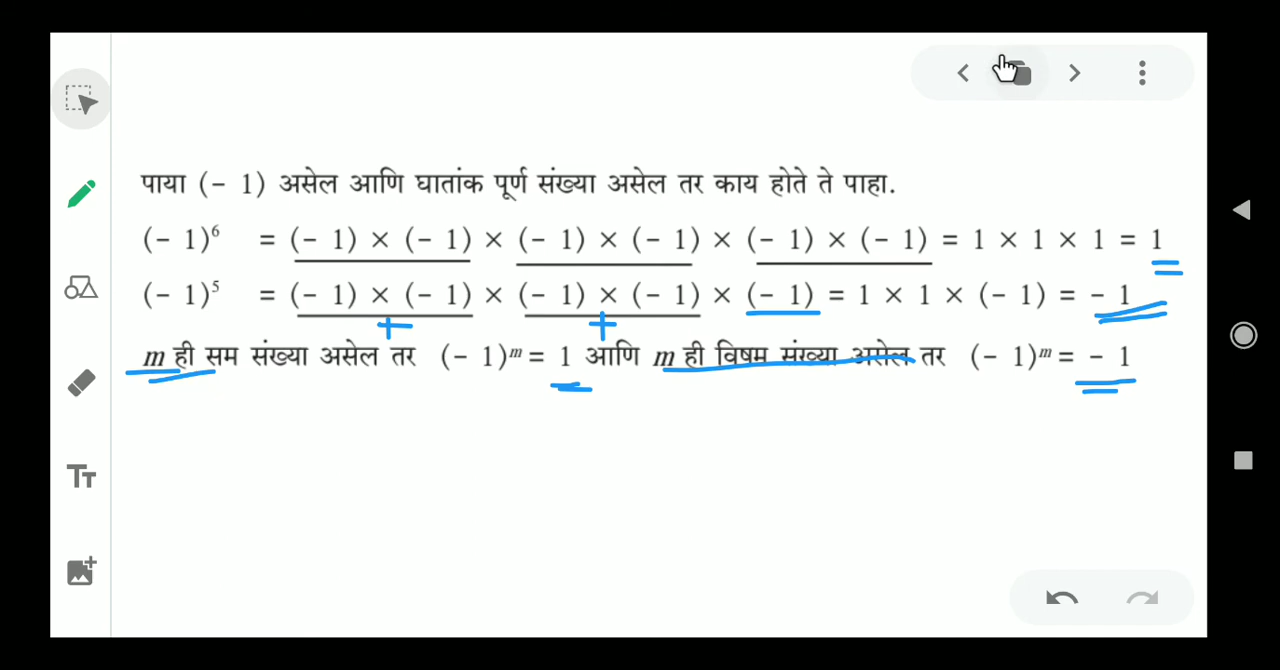 पाया (– 1) असेल आणि घातांक पूर्ण संख्या असेल तर काय होते ते पाहा.
(– 1)⁶ = (– 1) × (– 1) × (– 1) × (– 1) × (– 1) × (– 1) = 1 × 1 × 1 = 1
(– 1)⁵ = (– 1) × (– 1) × (– 1) × (– 1) × (– 1) = 1 × 1 × (– 1) = – 1
+ +
m ही सम संख्या असेल तर (– 1)ᵐ = 1 आणि m ही विषम संख्या असेल तर (– 1)ᵐ = – 1